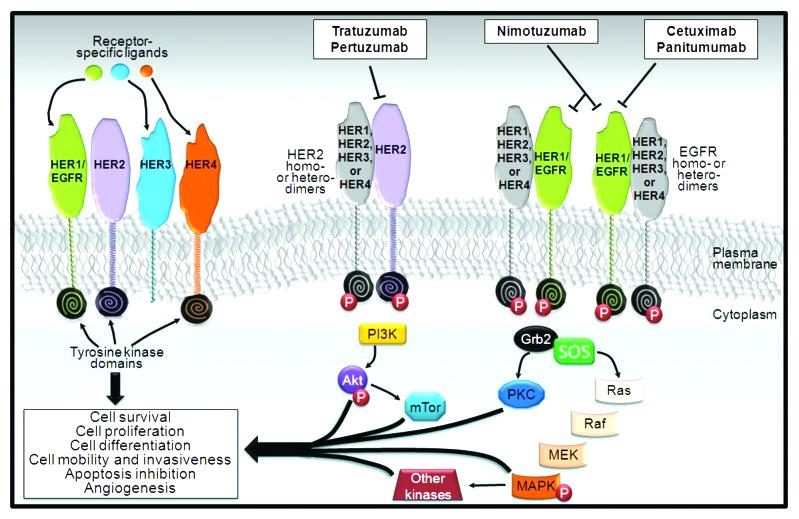 Receptor-
specific ligands
Tratuzumab
Pertuzumab
Nimotuzumab
Cetuximab
Panitumumab
HER1/
EGFR
HER2
HER3
HER4
HER2
homo-
or hetero-
dimers
HER1,
HER2,
HER3,
or
HER4
HER2
HER1,
HER2,
HER3,
or
HER4
HER1/
EGFR
HER1/
EGFR
HER1,
HER2,
HER3,
or
HER4
EGFR
homo- or
hetero-
dimers
Plasma
membrane
Cytoplasm
P
P
P
P
P
P
Tyrosine kinase
domains
PI3K
Akt
P
mTor
Grb2
SOS
PKC
Ras
Raf
MEK
MAPK
P
Other
kinases
Cell survival
Cell proliferation
Cell differentiation
Cell mobility and invasiveness
Apoptosis inhibition
Angiogenesis